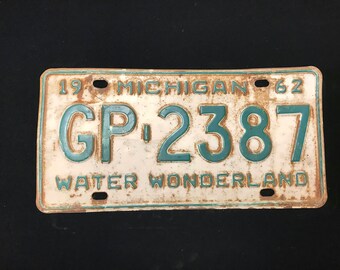 19 MICHIGAN 62
GP-2387
WATER WONDERLAND